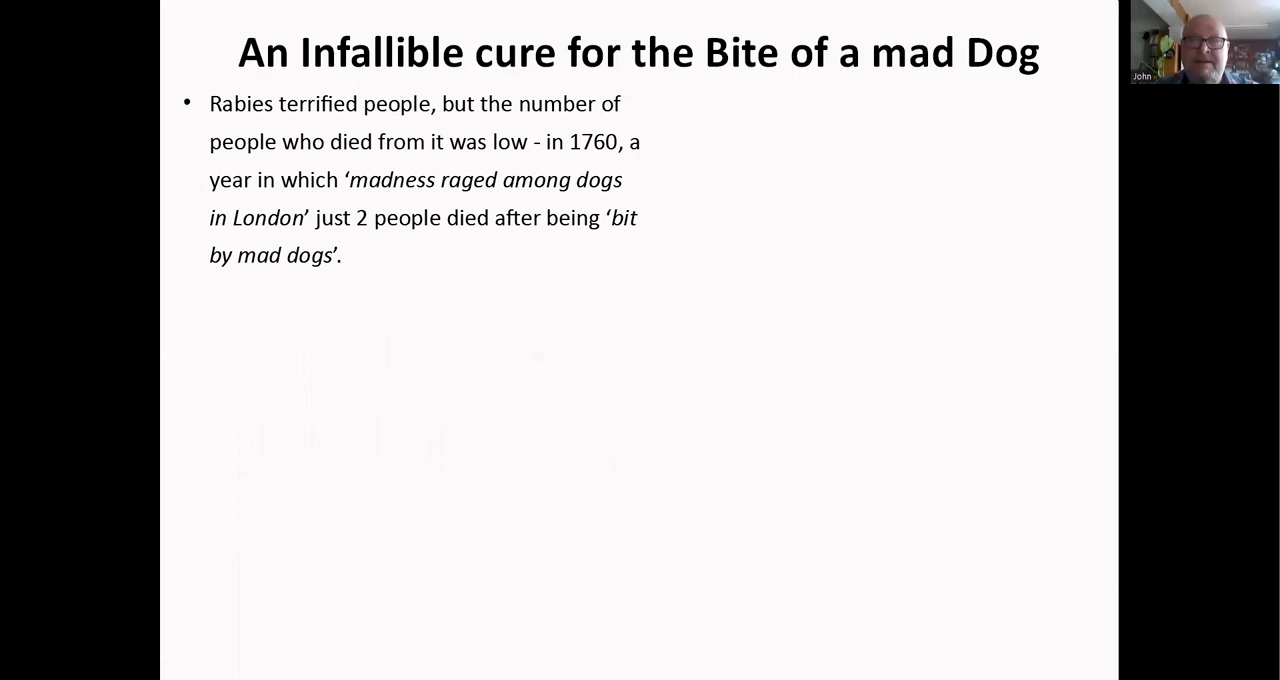 An Infallible cure for the Bite of a mad Dog
• Rabies terrified people, but the number of
people who died from it was low - in 1760, a
year in which ‘madness raged among dogs
in London’ just 2 people died after being ‘bit
by mad dogs’.
John